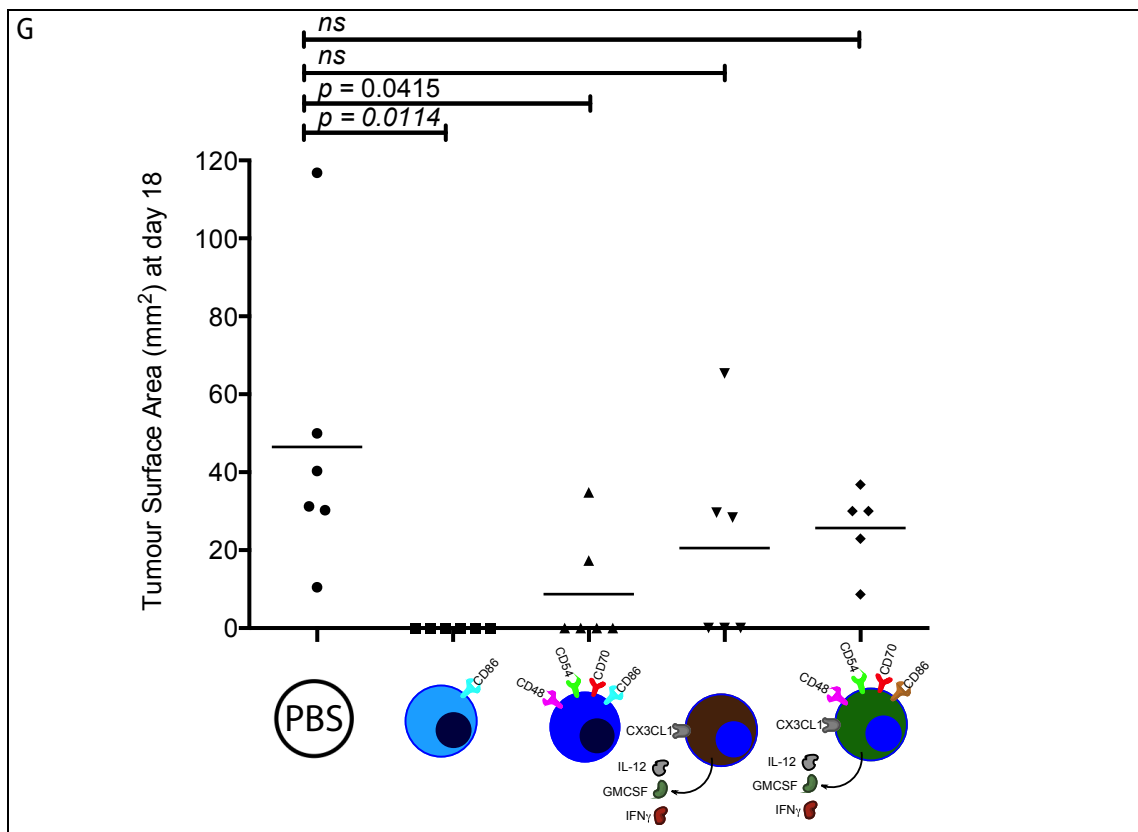 G
ns
ns
p = 0.0415
p = 0.0114
Tumour Surface Area (mm²) at day 18
120
100
80
60
40
20
0
PBS
CD86
CD48
CD54
CD70
CD86
CX3CL1
IL-12
GMCSF
IFNγ
CD48
CD54
CD70
CD86
CX3CL1
IL-12
GMCSF
IFNγ